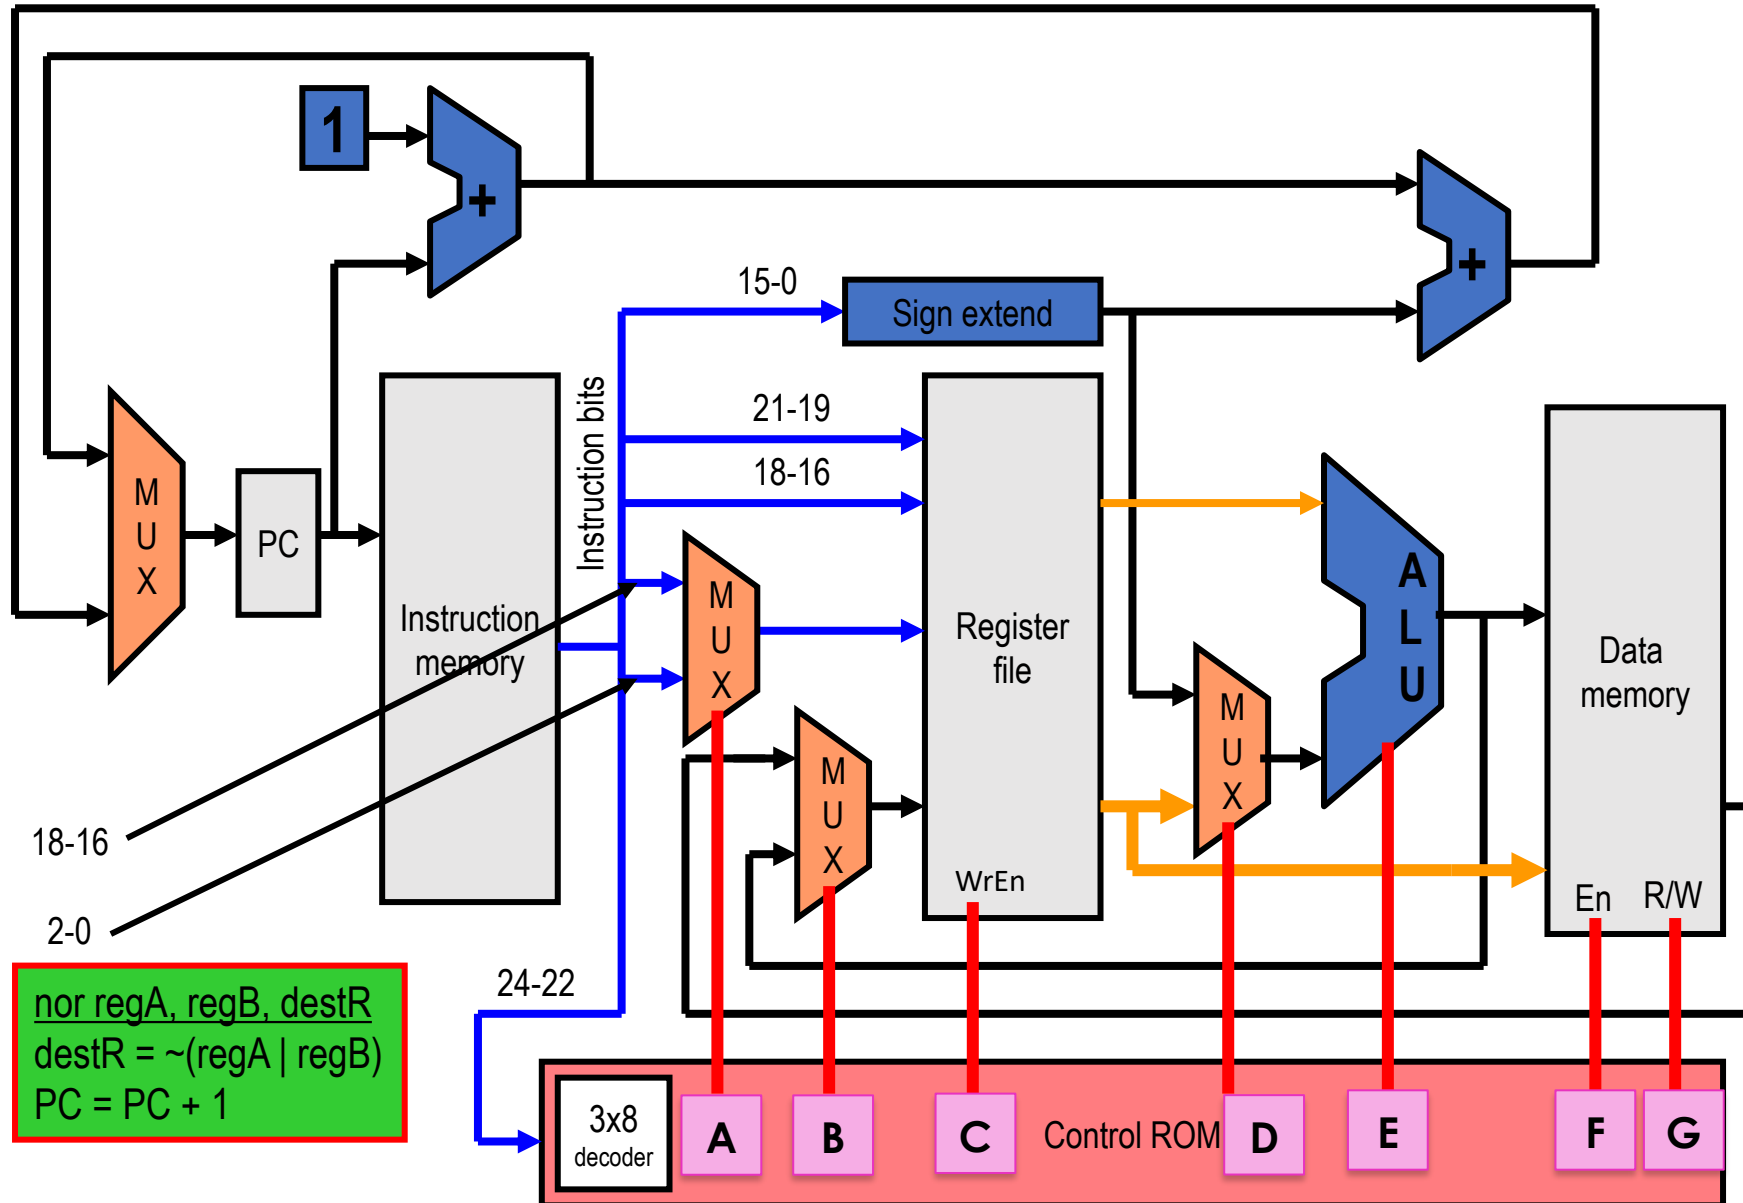 1
+
+
15-0
Sign extend
Instruction bits
21-19
18-16
M
U
X
PC
Instruction
memory
M
U
X
Register
file
WrEn
M
U
X
M
U
X
A
L
U
Data
memory
En
R/W
18-16
2-0
24-22
nor regA, regB, destR
destR = ~(regA | regB)
PC = PC + 1
3x8
decoder
A
B
C
Control ROM
D
E
F
G